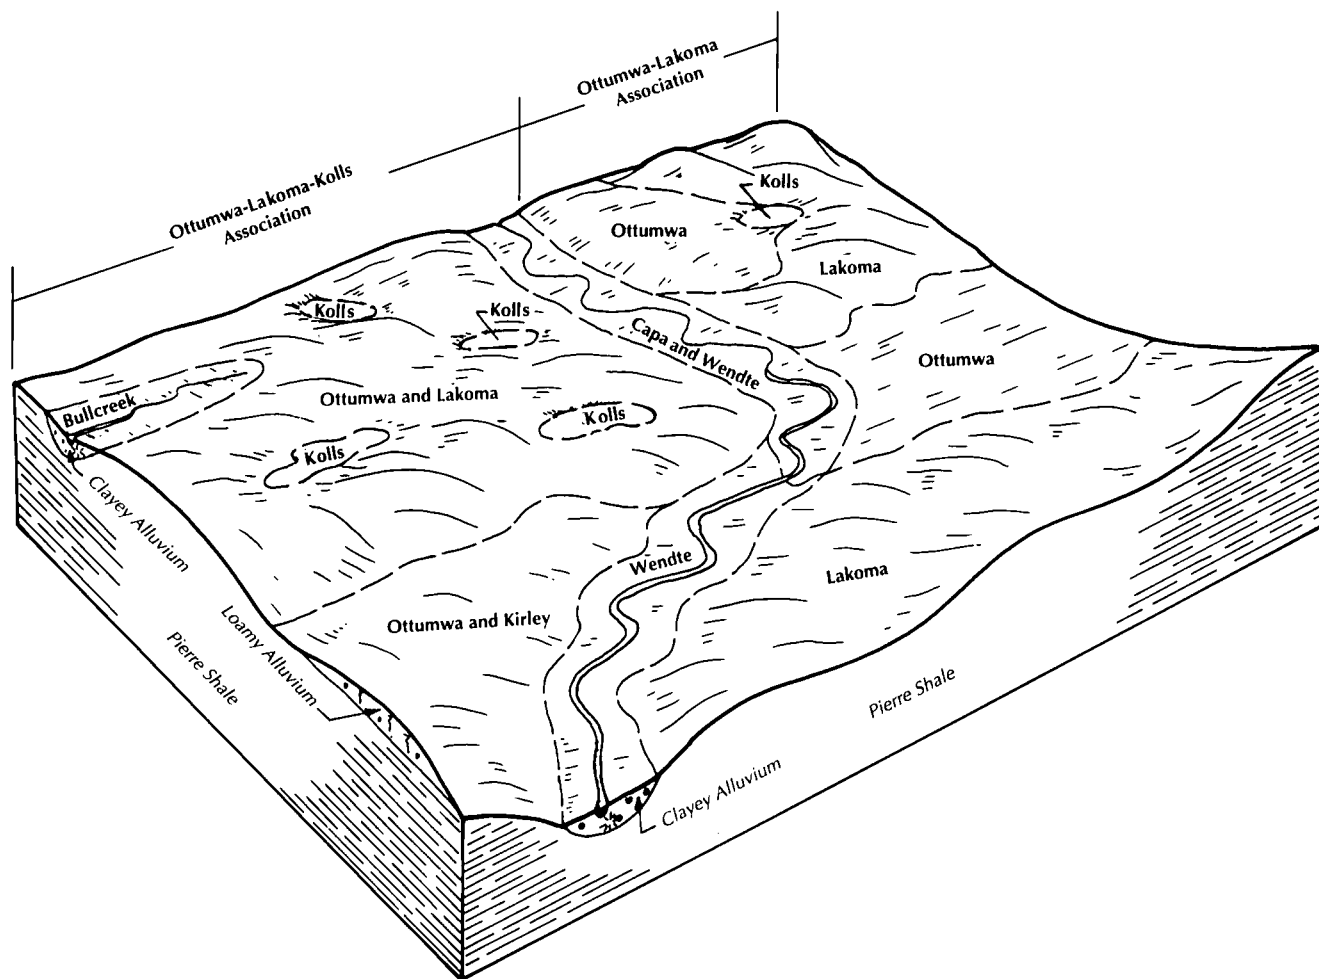 Ottumwa-Lakoma
Association
Ottumwa-Lakoma-Kolls
Association
Kolls
Ottumwa
Lakoma
Kolls
Kolls
Capa and Wendte
Ottumwa
Bullcreek
Ottumwa and Lakoma
Kolls
Kolls
Clayey Alluvium
Wendte
Lakoma
Ottumwa and Kirley
Loamy Alluvium
Pierre Shale
Pierre Shale
Clayey Alluvium